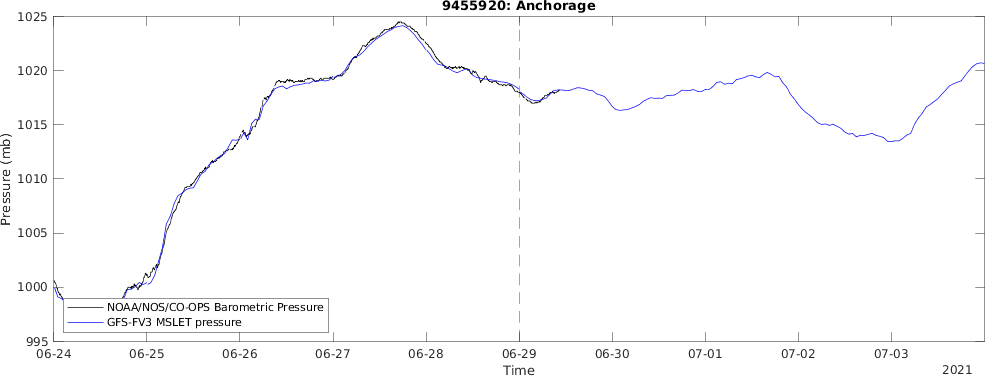 9455920: Anchorage
1025
1020
1015
1010
1005
1000
995
Pressure (mb)
NOAA/NOS/CO-OPS Barometric Pressure
GFS-FV3 MSLET pressure
06-24 06-25 06-26 06-27 06-28 06-29 06-30 07-01 07-02 07-03
Time
2021